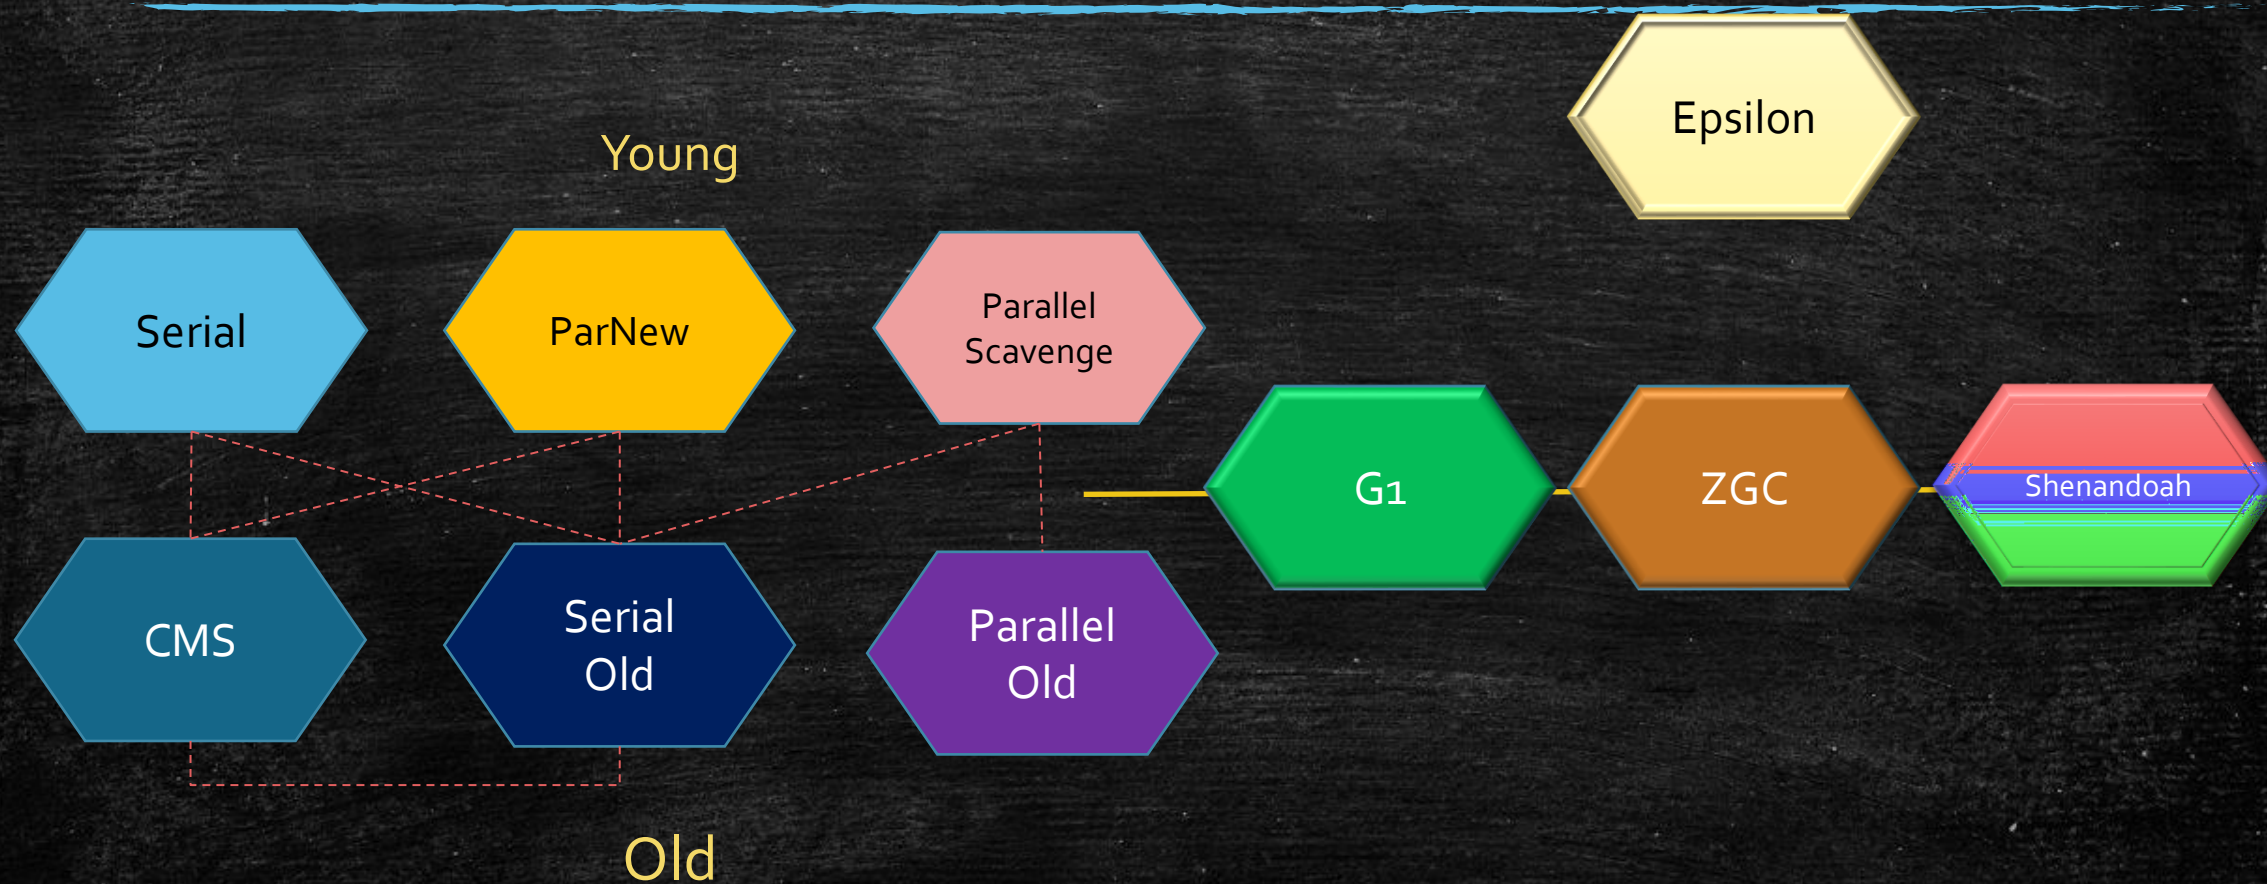 Epsilon
Young
Serial
ParNew
Parallel
Scavenge
G1
ZGC
Shenandoah
CMS
Serial
Old
Parallel
Old
Old